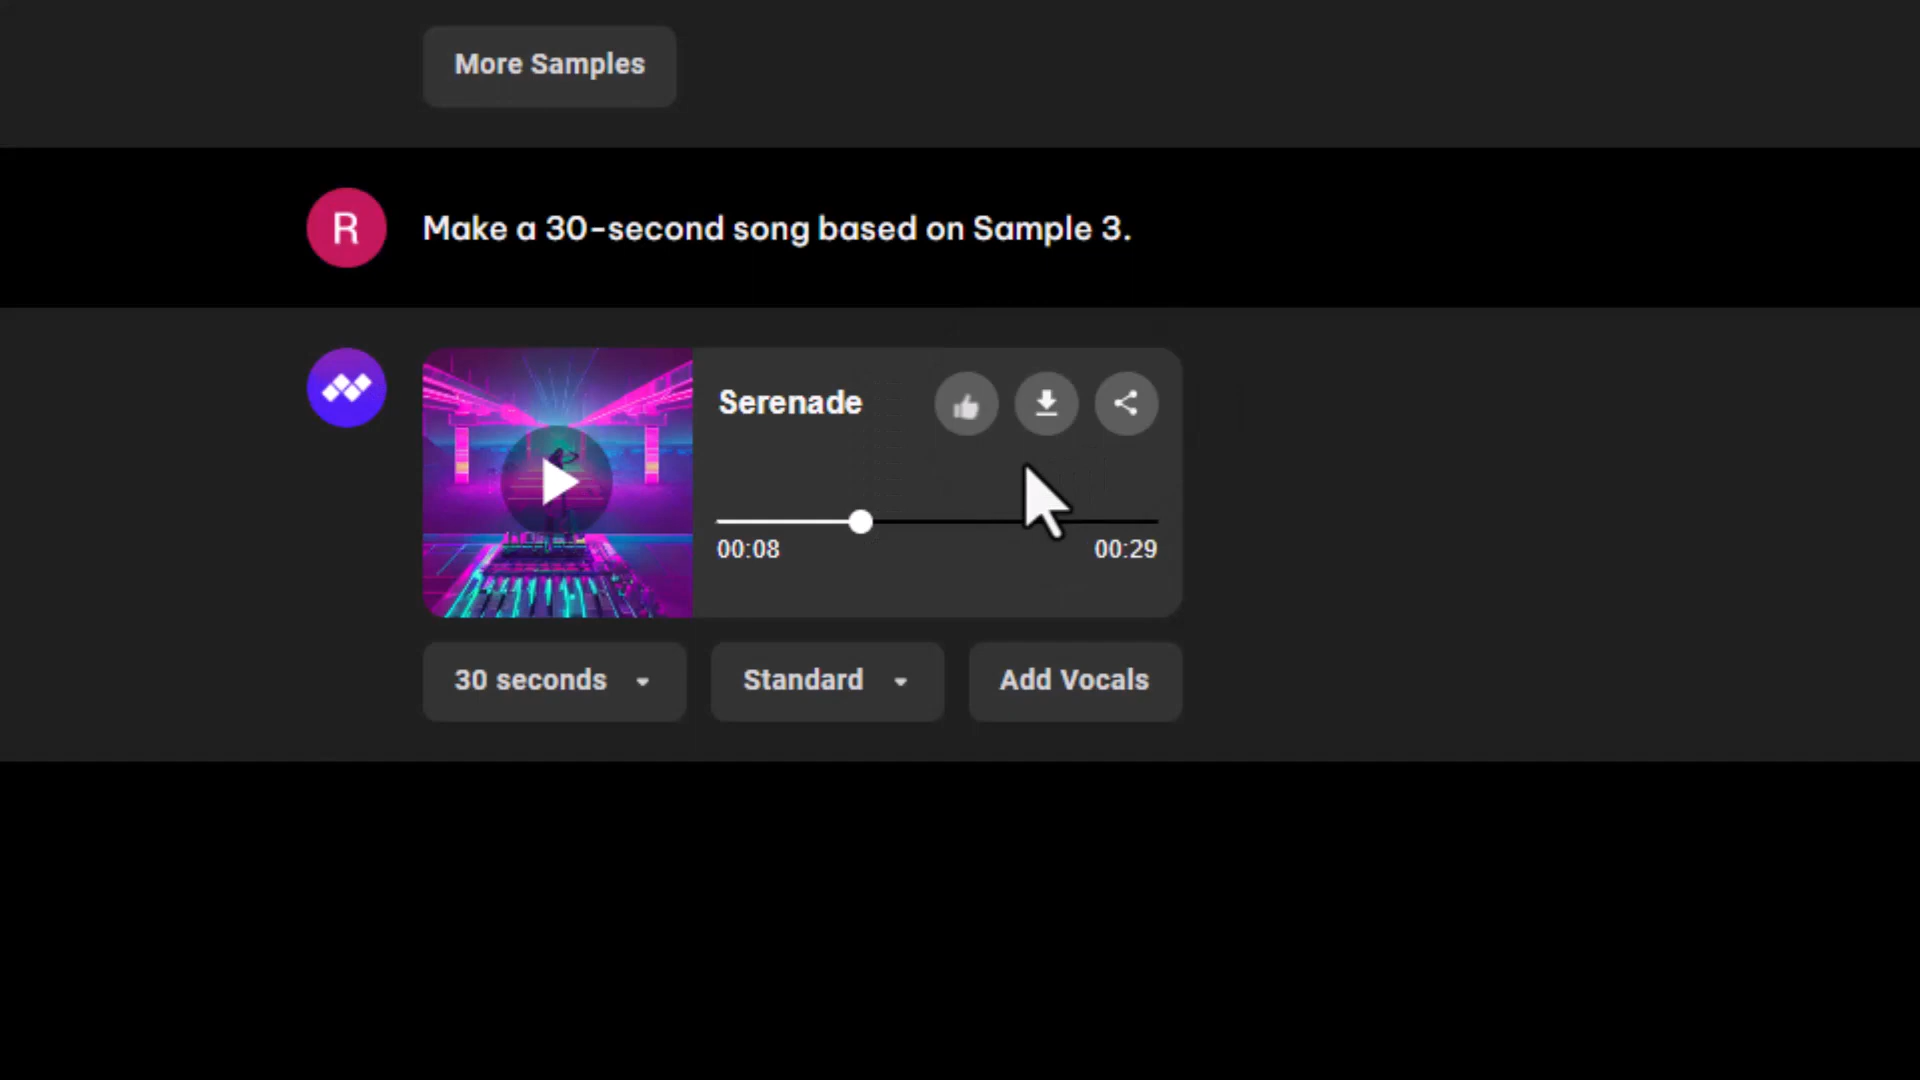 More Samples
R
Make a 30-second song based on Sample 3.
Serenade
00:08
00:29
30 seconds
Standard
Add Vocals